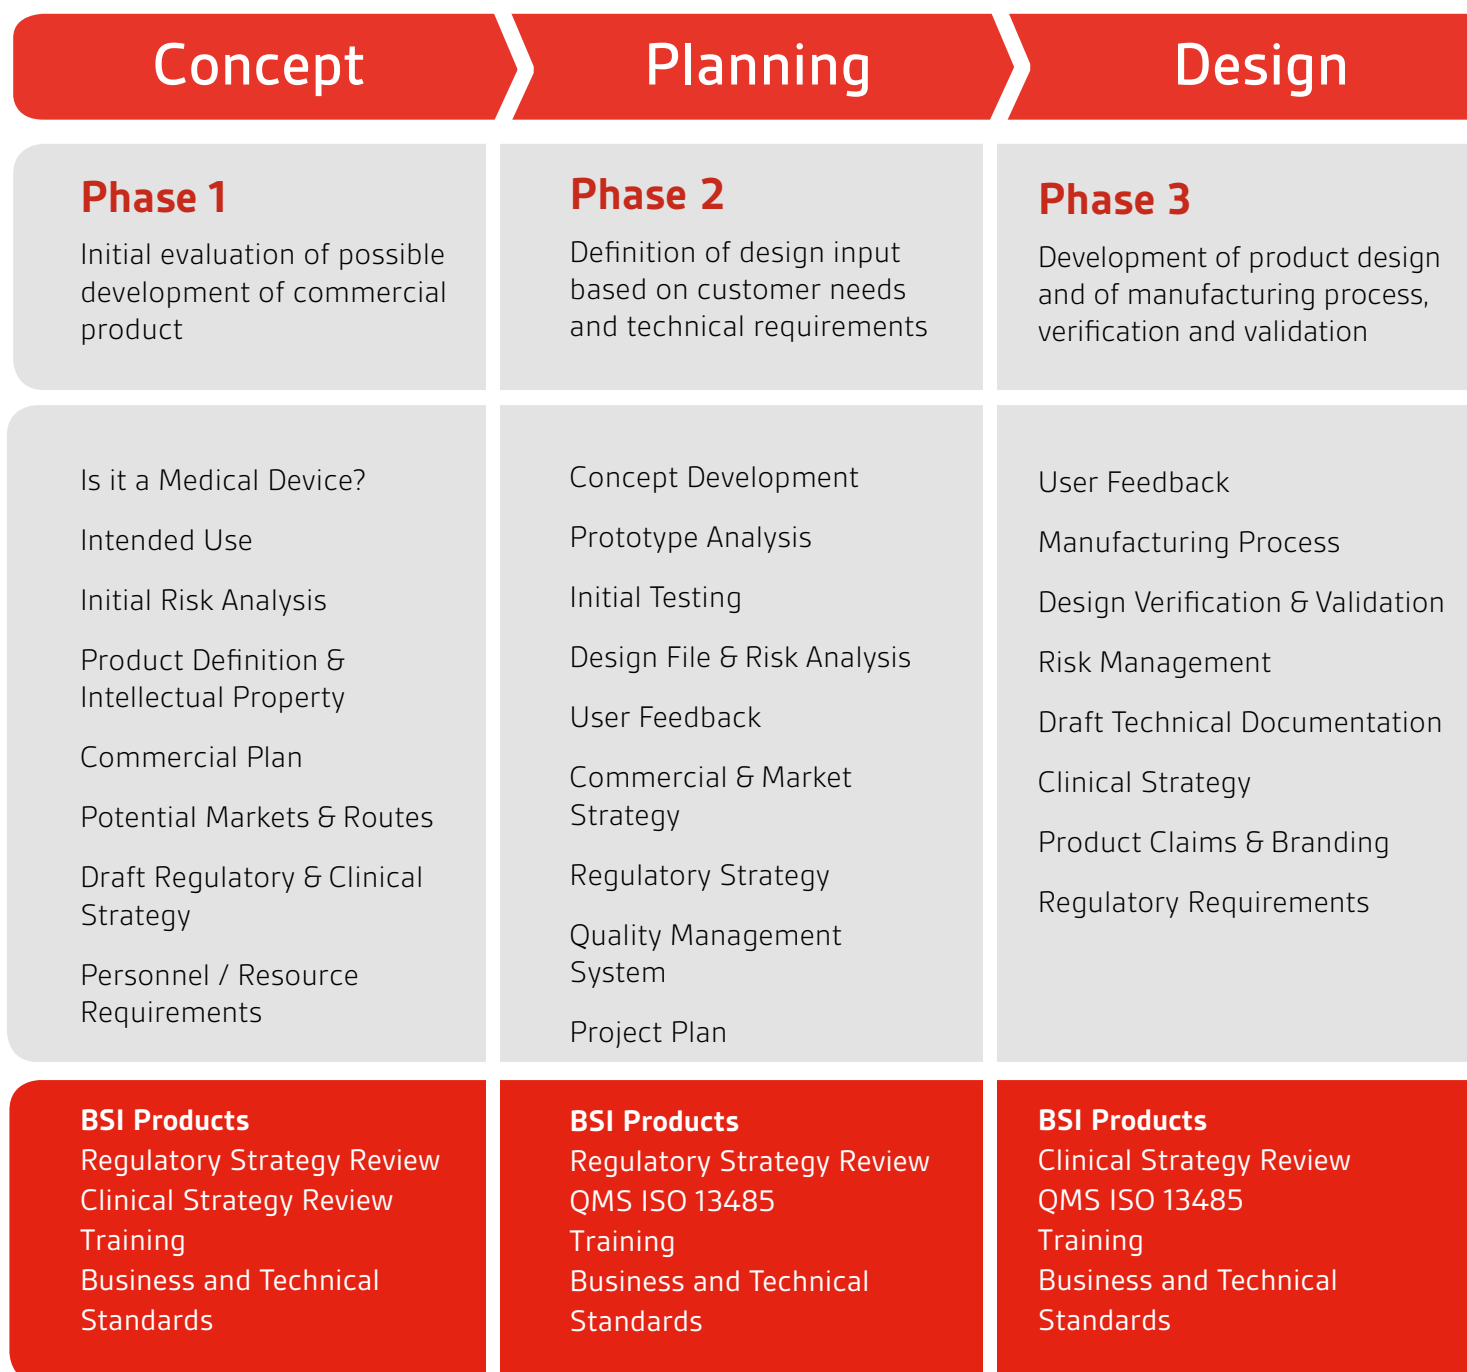 Concept
Planning
Design
Phase 1
Initial evaluation of possible
development of commercial
product
Phase 2
Definition of design input
based on customer needs
and technical requirements
Phase 3
Development of product design
and of manufacturing process,
verification and validation
Is it a Medical Device?
Intended Use
Initial Risk Analysis
Product Definition &
Intellectual Property
Commercial Plan
Potential Markets & Routes
Draft Regulatory & Clinical
Strategy
Personnel / Resource
Requirements
Concept Development
Prototype Analysis
Initial Testing
Design File & Risk Analysis
User Feedback
Commercial & Market
Strategy
Regulatory Strategy
Quality Management
System
Project Plan
User Feedback
Manufacturing Process
Design Verification & Validation
Risk Management
Draft Technical Documentation
Clinical Strategy
Product Claims & Branding
Regulatory Requirements
BSI Products
Regulatory Strategy Review
Clinical Strategy Review
Training
Business and Technical
Standards
BSI Products
Regulatory Strategy Review
QMS ISO 13485
Training
Business and Technical
Standards
BSI Products
Clinical Strategy Review
QMS ISO 13485
Training
Business and Technical
Standards